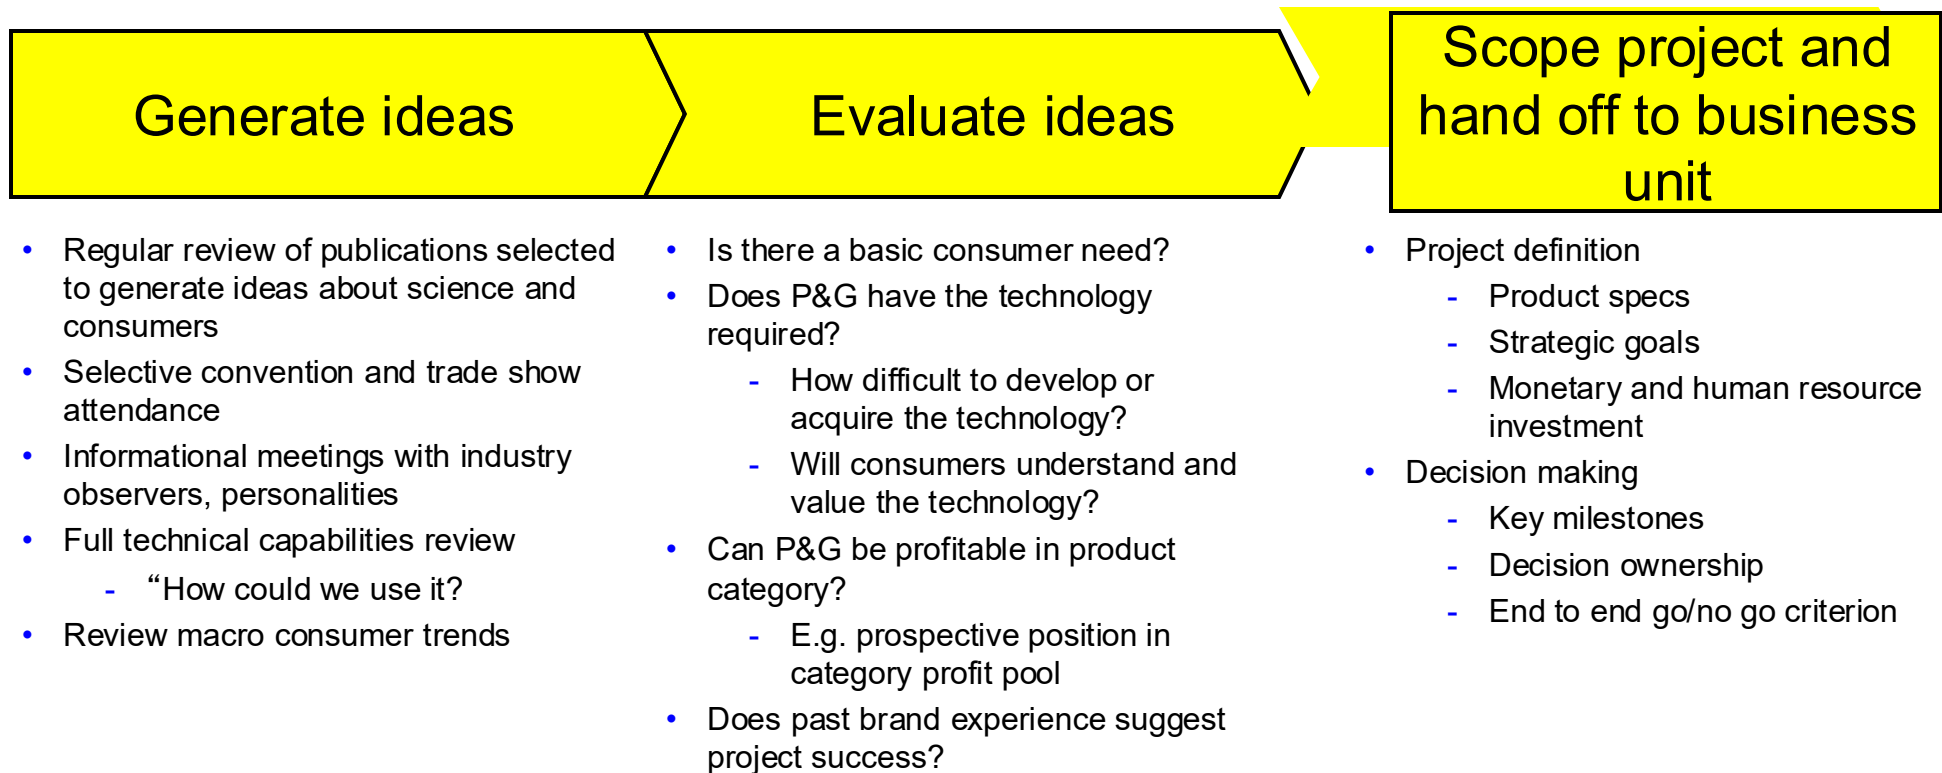 Generate ideas
Evaluate ideas
Scope project and
hand off to business
unit
• Regular review of publications selected
to generate ideas about science and
consumers
• Selective convention and trade show
attendance
• Informational meetings with industry
observers, personalities
• Full technical capabilities review
- “How could we use it?
• Review macro consumer trends
• Is there a basic consumer need?
• Does P&G have the technology
required?
- How difficult to develop or
acquire the technology?
- Will consumers understand and
value the technology?
• Can P&G be profitable in product
category?
- E.g. prospective position in
category profit pool
• Does past brand experience suggest
project success?
• Project definition
- Product specs
- Strategic goals
- Monetary and human resource
investment
• Decision making
- Key milestones
- Decision ownership
- End to end go/no go criterion